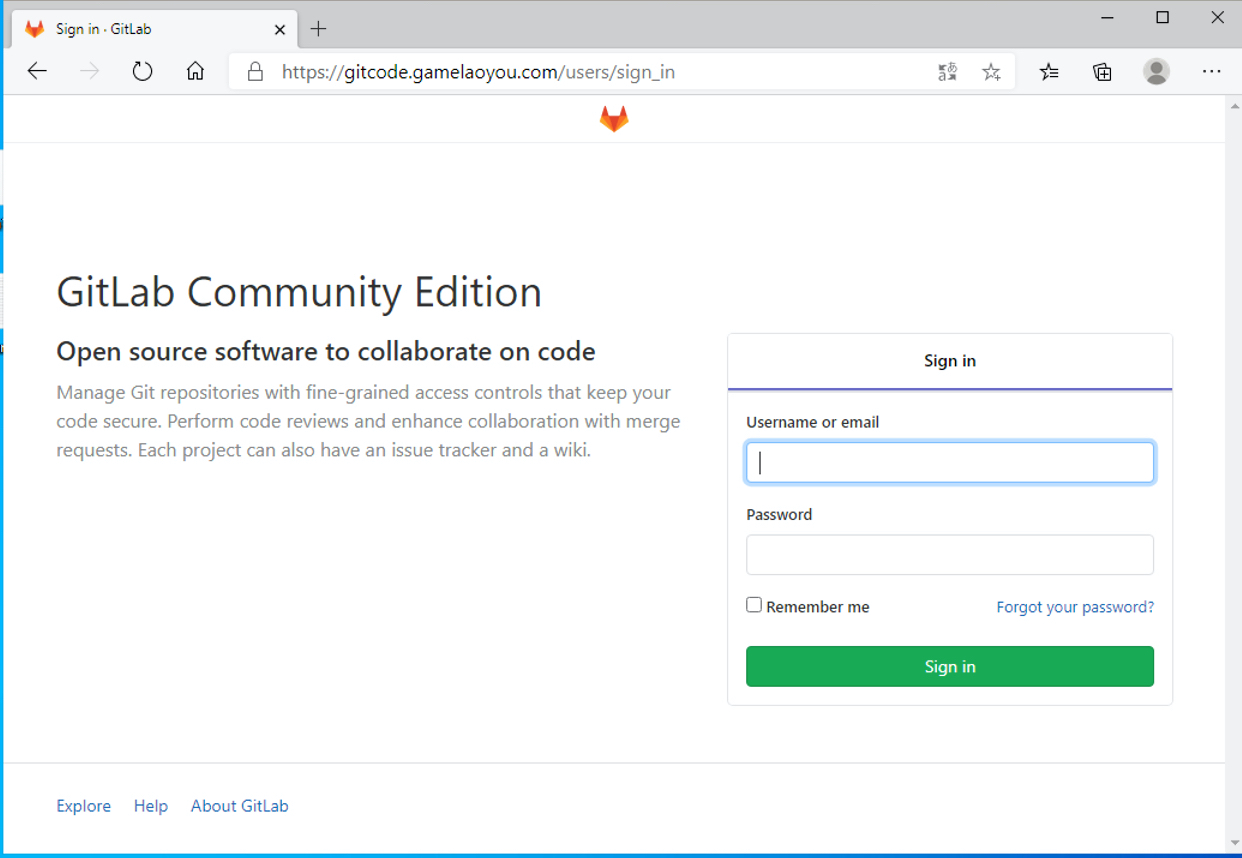 Sign in · GitLab
https://gitcode.gamelaoyou.com/users/sign_in
GitLab Community Edition
Open source software to collaborate on code
Manage Git repositories with fine-grained access controls that keep your
code secure. Perform code reviews and enhance collaboration with merge
requests. Each project can also have an issue tracker and a wiki.
Sign in
Username or email
Password
Remember me
Forgot your password?
Sign in
Explore
Help
About GitLab